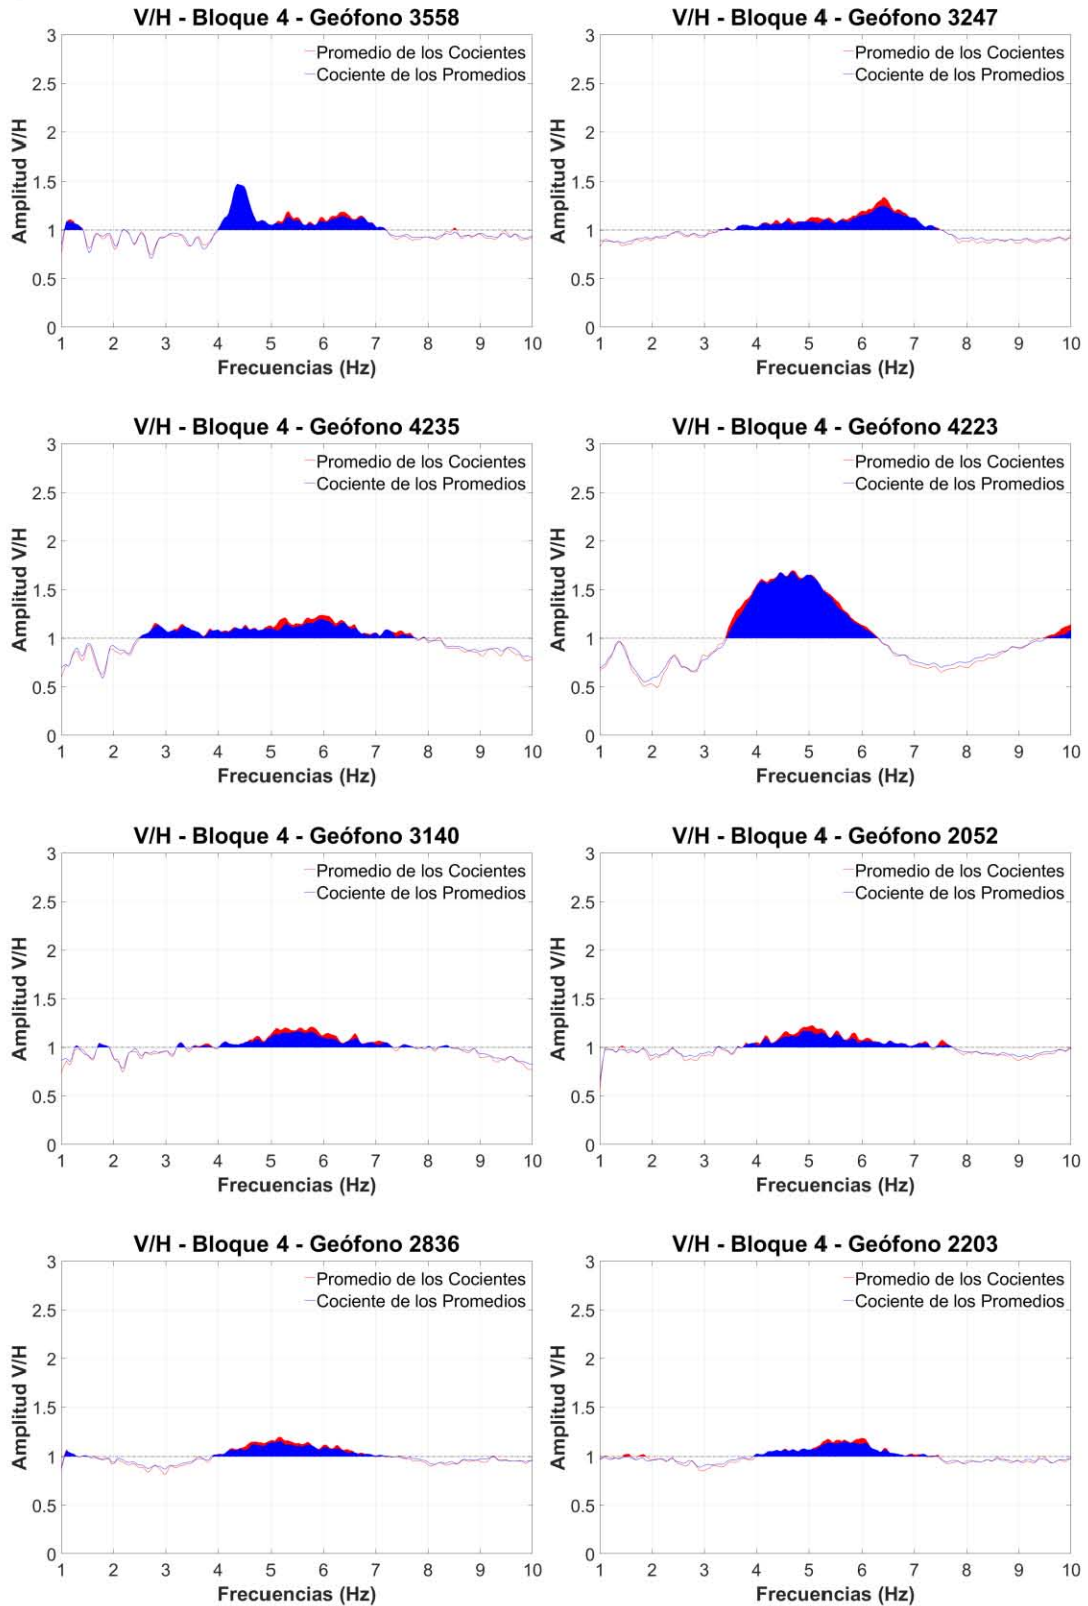 V/H - Bloque 4 - Geófono 3558
Promedio de los Cocientes
Cociente de los Promedios
Amplitud V/H
3
2.5
2
1.5
1
0.5
0
1 2 3 4 5 6 7 8 9 10
Frecuencias (Hz)
V/H - Bloque 4 - Geófono 3247
Promedio de los Cocientes
Cociente de los Promedios
Amplitud V/H
3
2.5
2
1.5
1
0.5
0
1 2 3 4 5 6 7 8 9 10
Frecuencias (Hz)
V/H - Bloque 4 - Geófono 4235
Promedio de los Cocientes
Cociente de los Promedios
Amplitud V/H
3
2.5
2
1.5
1
0.5
0
1 2 3 4 5 6 7 8 9 10
Frecuencias (Hz)
V/H - Bloque 4 - Geófono 4223
Promedio de los Cocientes
Cociente de los Promedios
Amplitud V/H
3
2.5
2
1.5
1
0.5
0
1 2 3 4 5 6 7 8 9 10
Frecuencias (Hz)
V/H - Bloque 4 - Geófono 3140
Promedio de los Cocientes
Cociente de los Promedios
Amplitud V/H
3
2.5
2
1.5
1
0.5
0
1 2 3 4 5 6 7 8 9 10
Frecuencias (Hz)
V/H - Bloque 4 - Geófono 2052
Promedio de los Cocientes
Cociente de los Promedios
Amplitud V/H
3
2.5
2
1.5
1
0.5
0
1 2 3 4 5 6 7 8 9 10
Frecuencias (Hz)
V/H - Bloque 4 - Geófono 2836
Promedio de los Cocientes
Cociente de los Promedios
Amplitud V/H
3
2.5
2
1.5
1
0.5
0
1 2 3 4 5 6 7 8 9 10
Frecuencias (Hz)
V/H - Bloque 4 - Geófono 2203
Promedio de los Cocientes
Cociente de los Promedios
Amplitud V/H
3
2.5
2
1.5
1
0.5
0
1 2 3 4 5 6 7 8 9 10
Frecuencias (Hz)